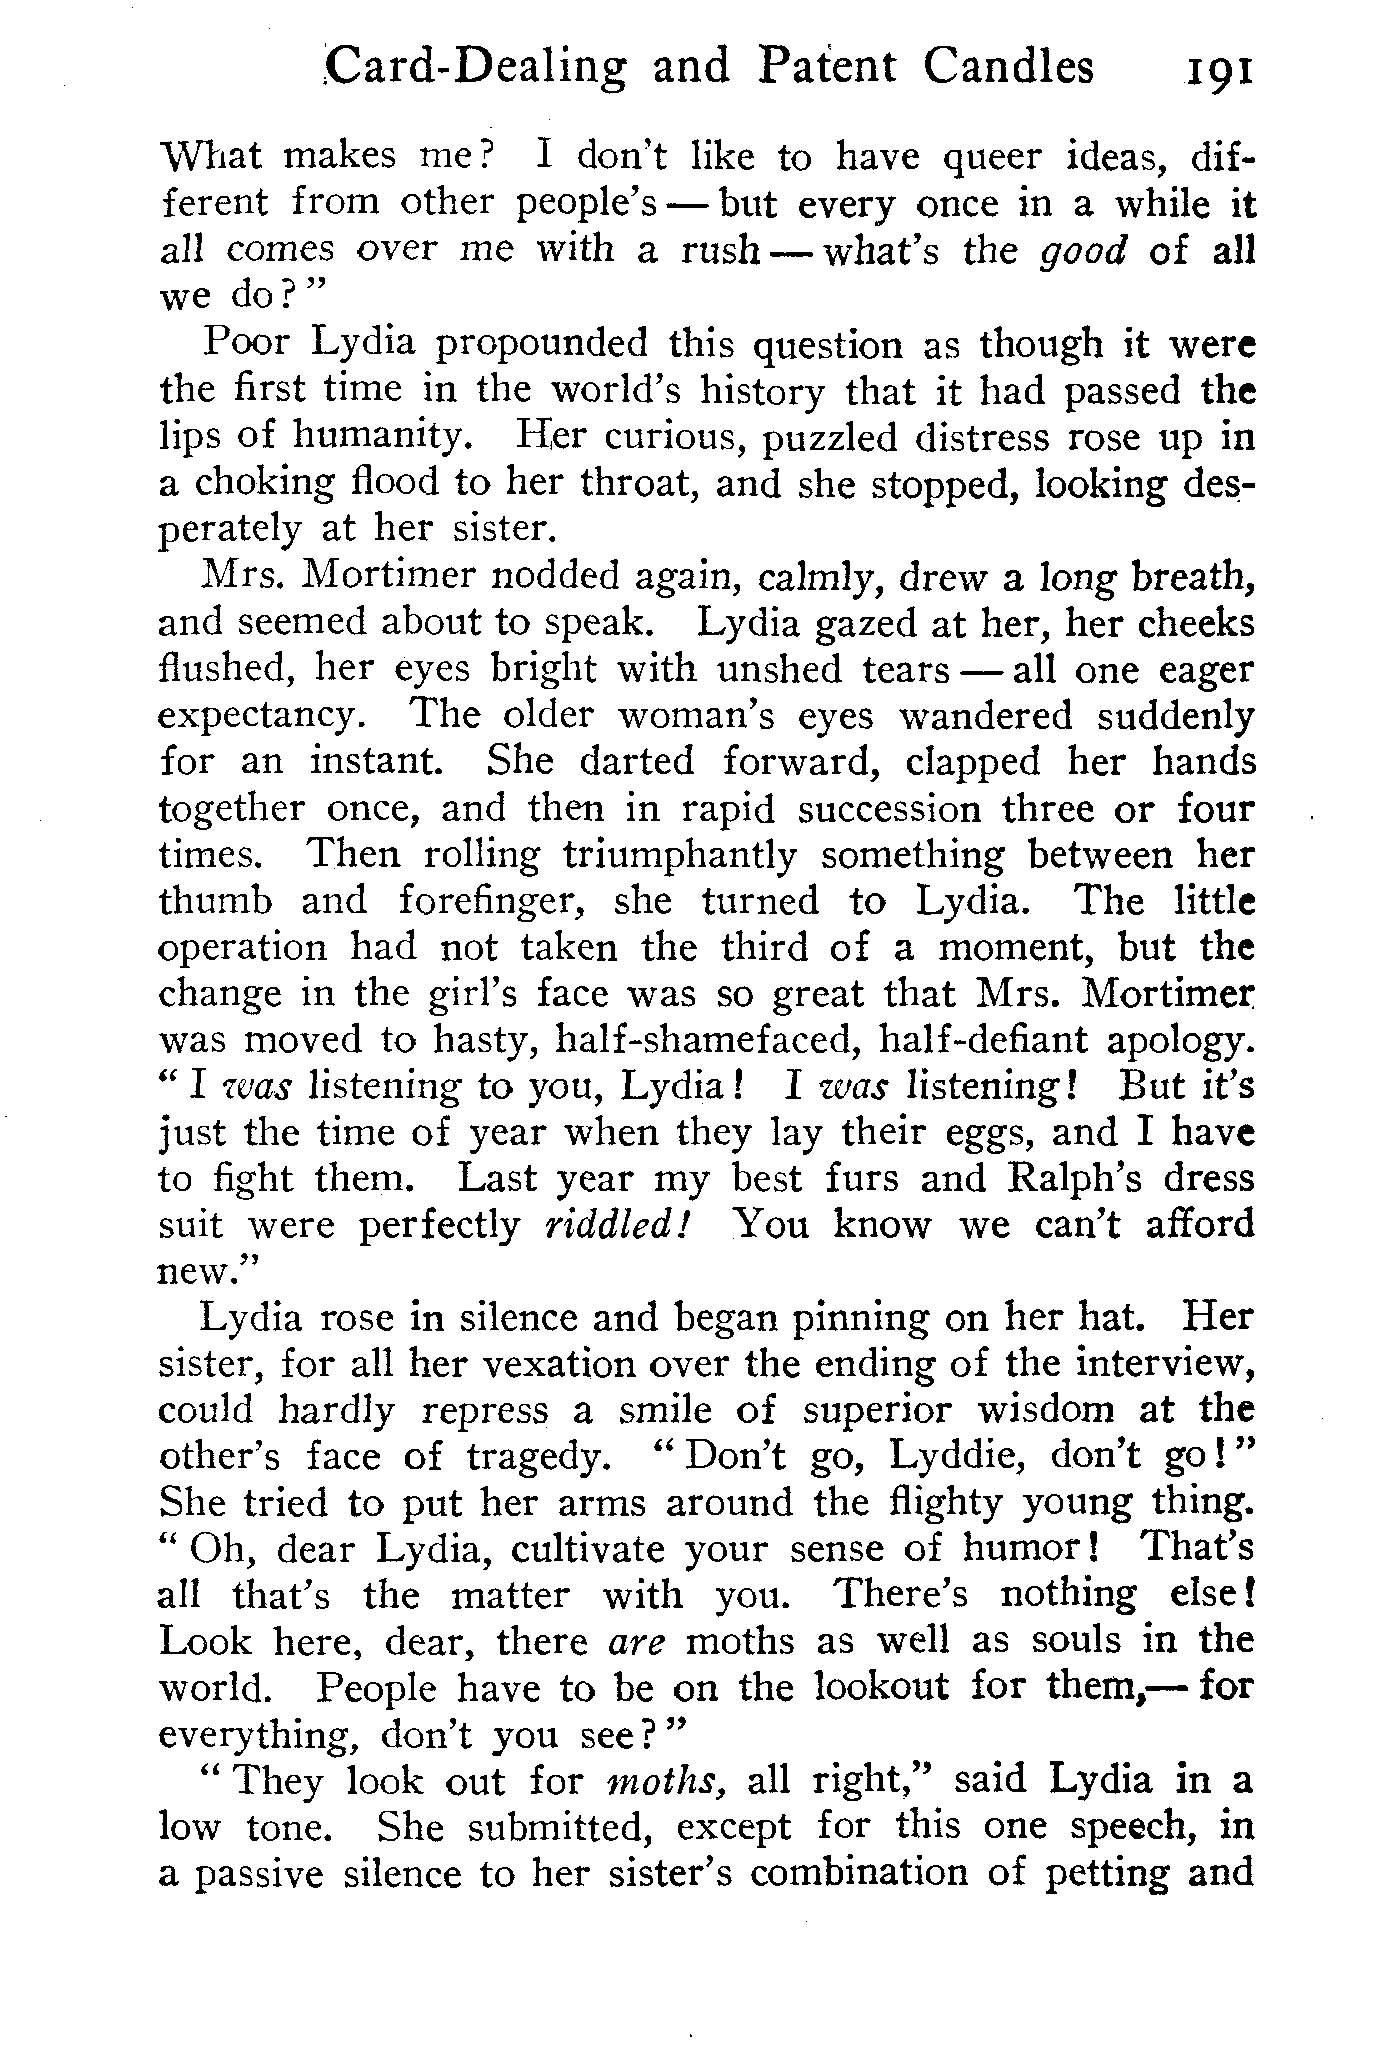 Card-Dealing and Patent Candles 191
What makes me? I don't like to have queer ideas, dif-
ferent from other people's — but every once in a while it
all comes over me with a rush — what's the good of all
we do?"
Poor Lydia propounded this question as though it were
the first time in the world's history that it had passed the
lips of humanity. Her curious, puzzled distress rose up in
a choking flood to her throat, and she stopped, looking des-
perately at her sister.
Mrs. Mortimer nodded again, calmly, drew a long breath,
and seemed about to speak. Lydia gazed at her, her cheeks
flushed, her eyes bright with unshed tears — all one eager
expectancy. The older woman's eyes wandered suddenly
for an instant. She darted forward, clapped her hands
together once, and then in rapid succession three or four
times. Then rolling triumphantly something between her
thumb and forefinger, she turned to Lydia. The little
operation had not taken the third of a moment, but the
change in the girl's face was so great that Mrs. Mortimer
was moved to hasty, half-shamefaced, half-defiant apology.
"I was listening to you, Lydia! I was listening! But it's
just the time of year when they lay their eggs, and I have
to fight them. Last year my best furs and Ralph's dress
suit were perfectly riddled! You know we can't afford
new."
Lydia rose in silence and began pinning on her hat. Her
sister, for all her vexation over the ending of the interview,
could hardly repress a smile of superior wisdom at the
other's face of tragedy. "Don't go, Lyddie, don't go!"
She tried to put her arms around the flighty young thing.
"Oh, dear Lydia, cultivate your sense of humor! That's
all that's the matter with you. There's nothing else!
Look here, dear, there are moths as well as souls in the
world. People have to be on the lookout for them,— for
everything, don't you see?"
"They look out for moths, all right," said Lydia in a
low tone. She submitted, except for this one speech, in
a passive silence to her sister's combination of petting and